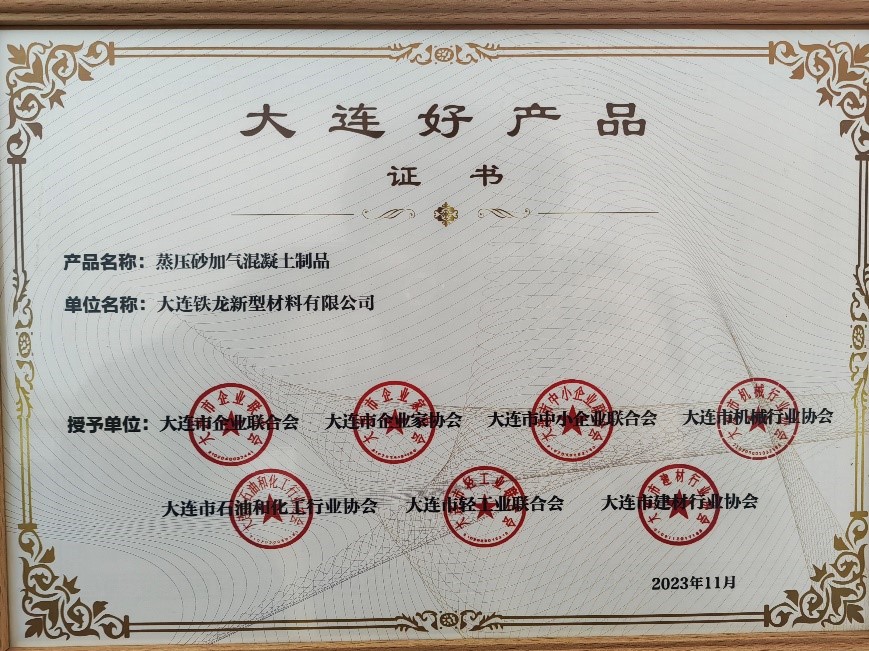 大连好产品
证书
产品名称：蒸压砂加气混凝土制品
单位名称：大连铁龙新型材料有限公司
授予单位：大连市企业联合会 大连市企业家协会 大连市中小企业联合会 大连市机械行业协会
大连市石油和化工行业协会 大连市轻工业联合会 大连市建材行业协会
2023年11月